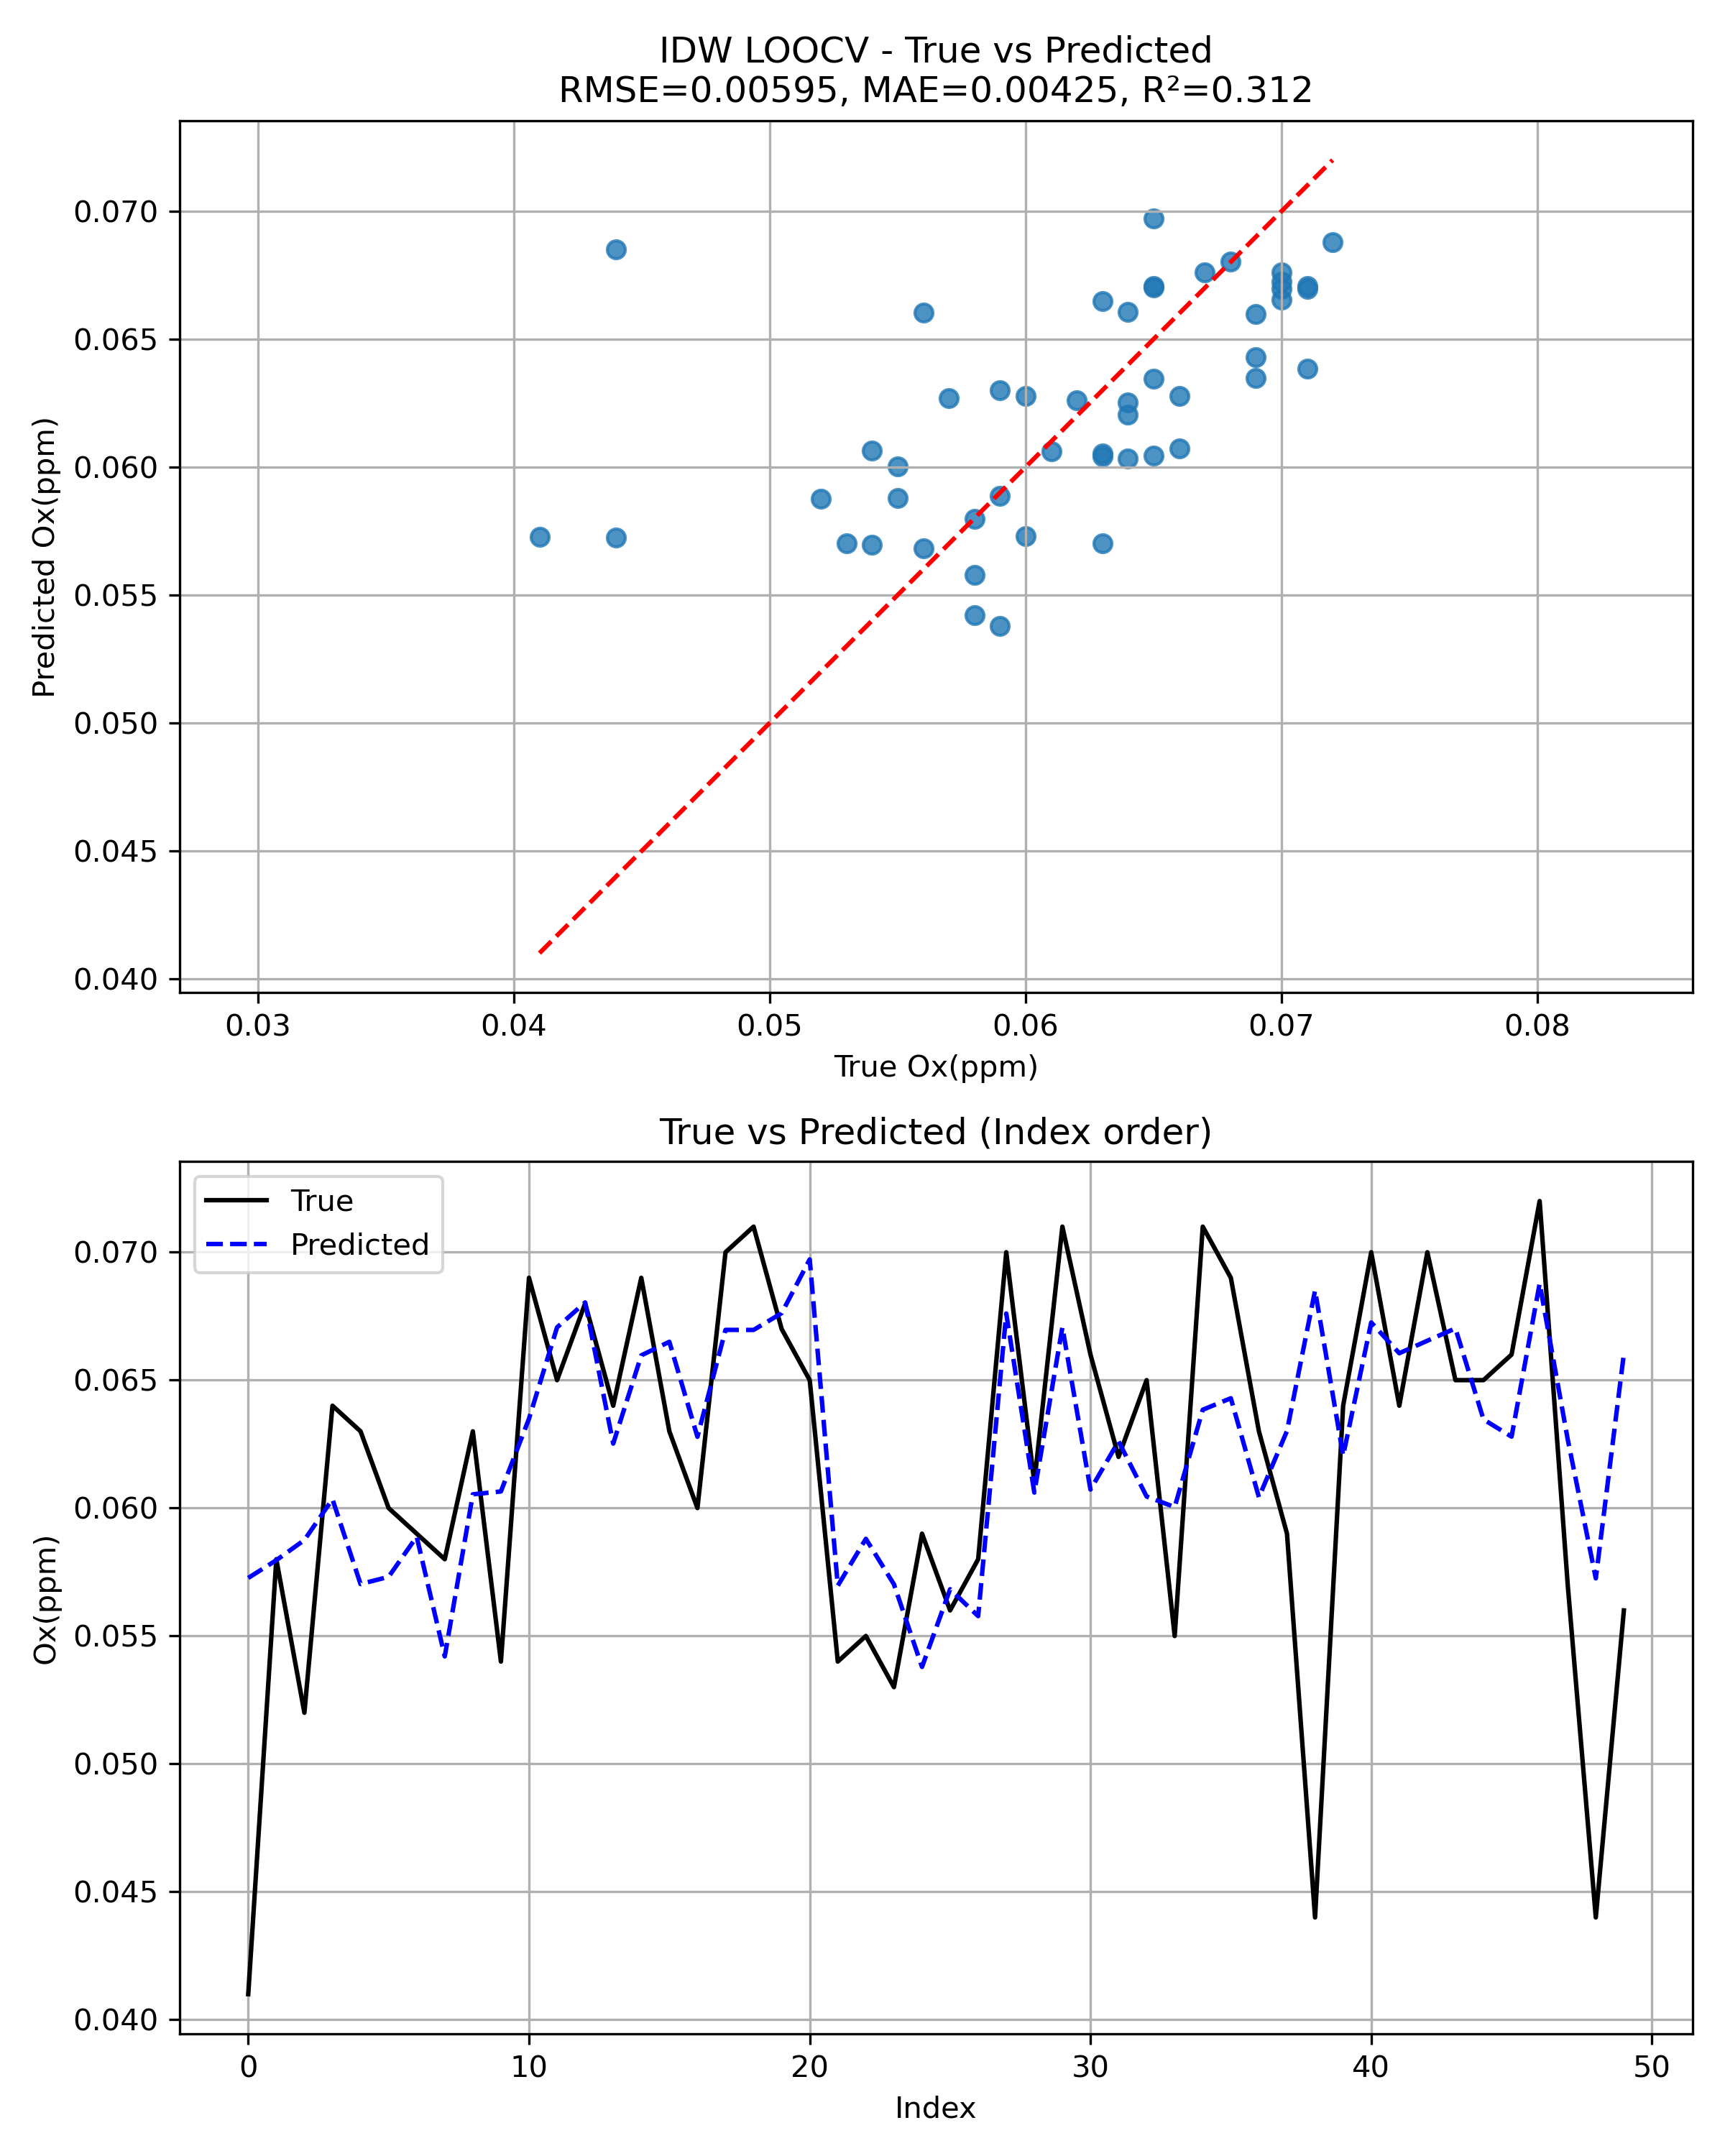 IDW LOOCV - True vs Predicted
RMSE=0.00595, MAE=0.00425, R²=0.312
0.070
0.065
0.060
0.055
0.050
0.045
0.040
Predicted Ox(ppm)
0.03 0.04 0.05 0.06 0.07 0.08
True Ox(ppm)
True vs Predicted (Index order)
True
Predicted
0.070
0.065
0.060
0.055
0.050
0.045
0.040
Ox(ppm)
0 10 20 30 40 50
Index